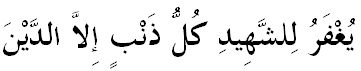 يُغْفَرُ لِلشَّهِيدِ كُلُّ ذَنْبٍ إِلاَّ الدَّيْنَ